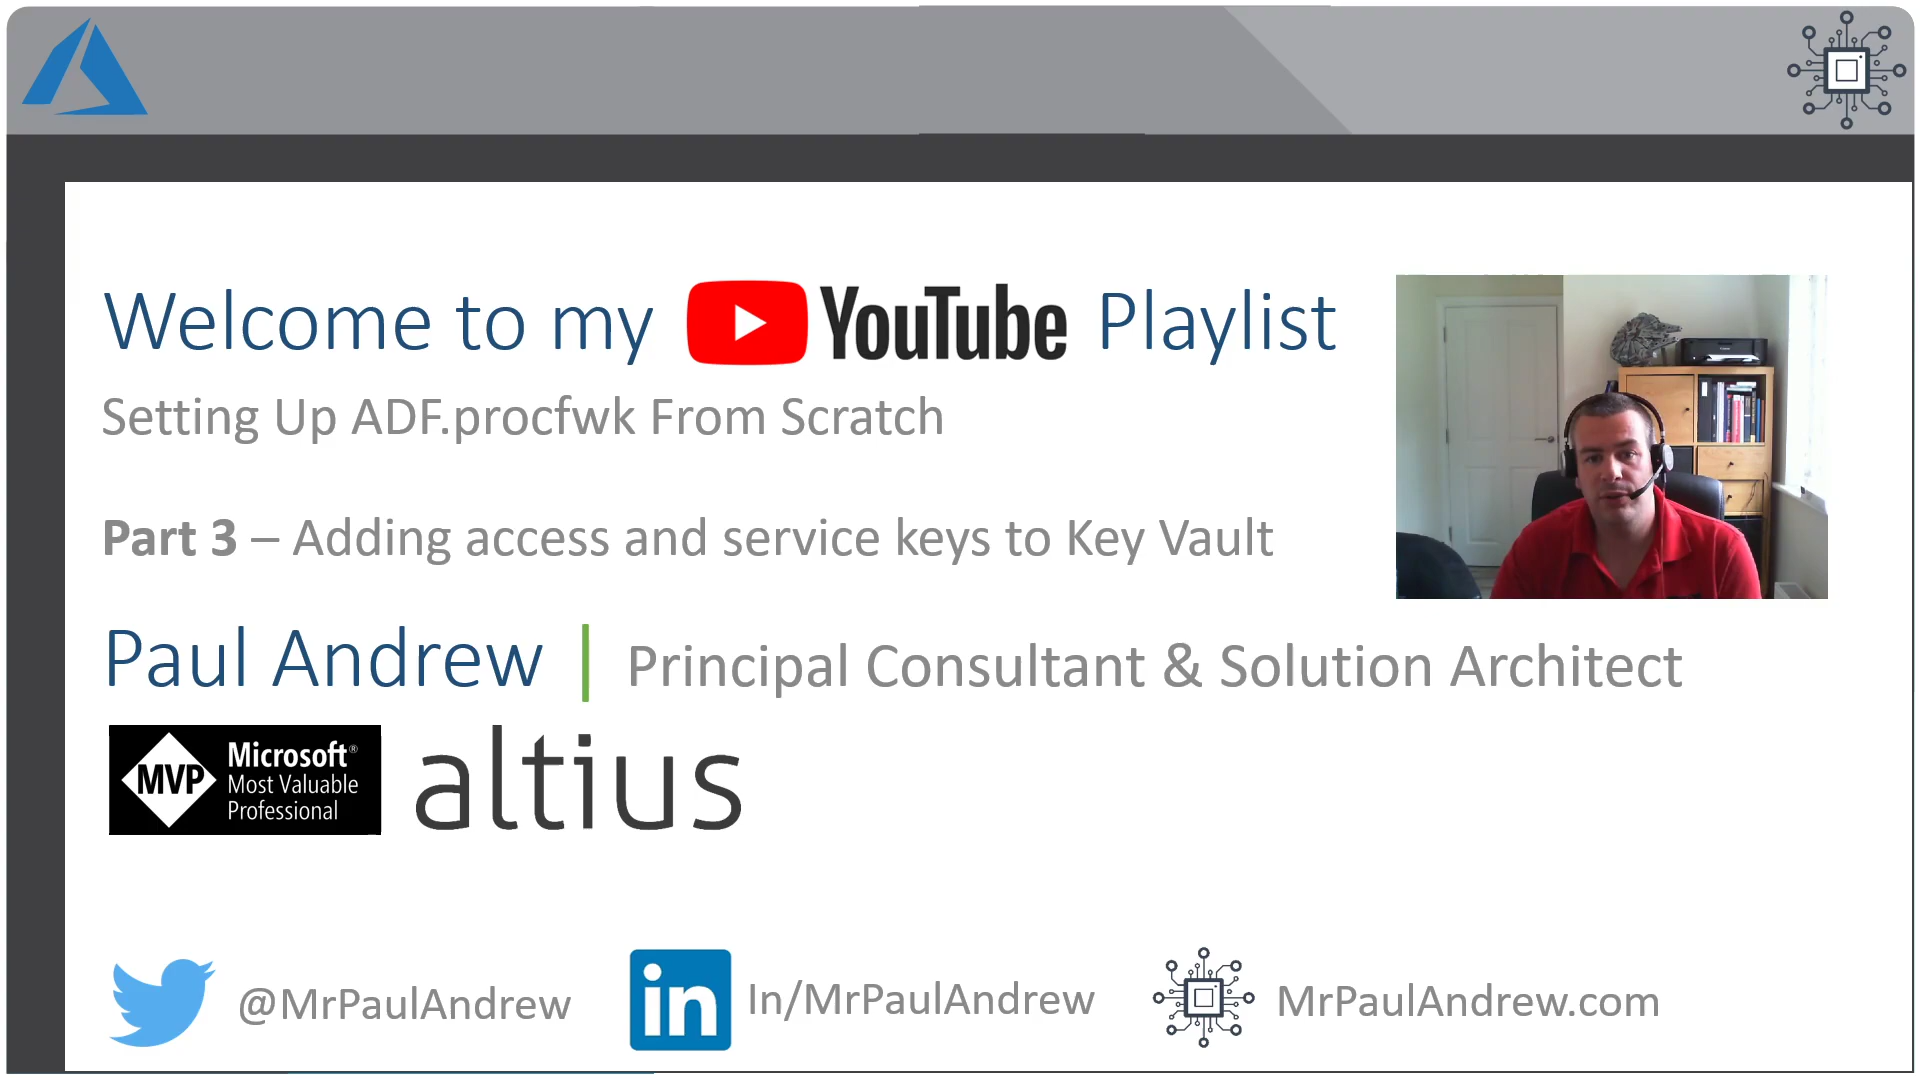 Welcome to my YouTube Playlist
Setting Up ADF.procfwk From Scratch
Part 3 – Adding access and service keys to Key Vault
Paul Andrew | Principal Consultant & Solution Architect
MVP
Microsoft®
Most Valuable
Professional
altius
@MrPaulAndrew
in
In/MrPaulAndrew
MrPaulAndrew.com